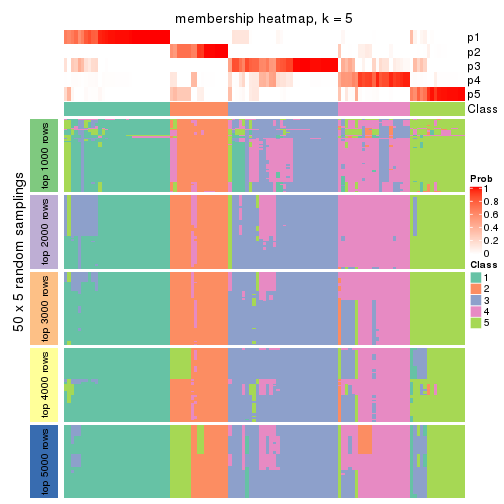 membership heatmap, k = 5
p1
p2
p3
p4
p5
Class
50 x 5 random samplings
top 1000 rows
top 2000 rows
top 3000 rows
top 4000 rows
top 5000 rows
Prob
1
0.8
0.6
0.4
0.2
0
Class
1
2
3
4
5